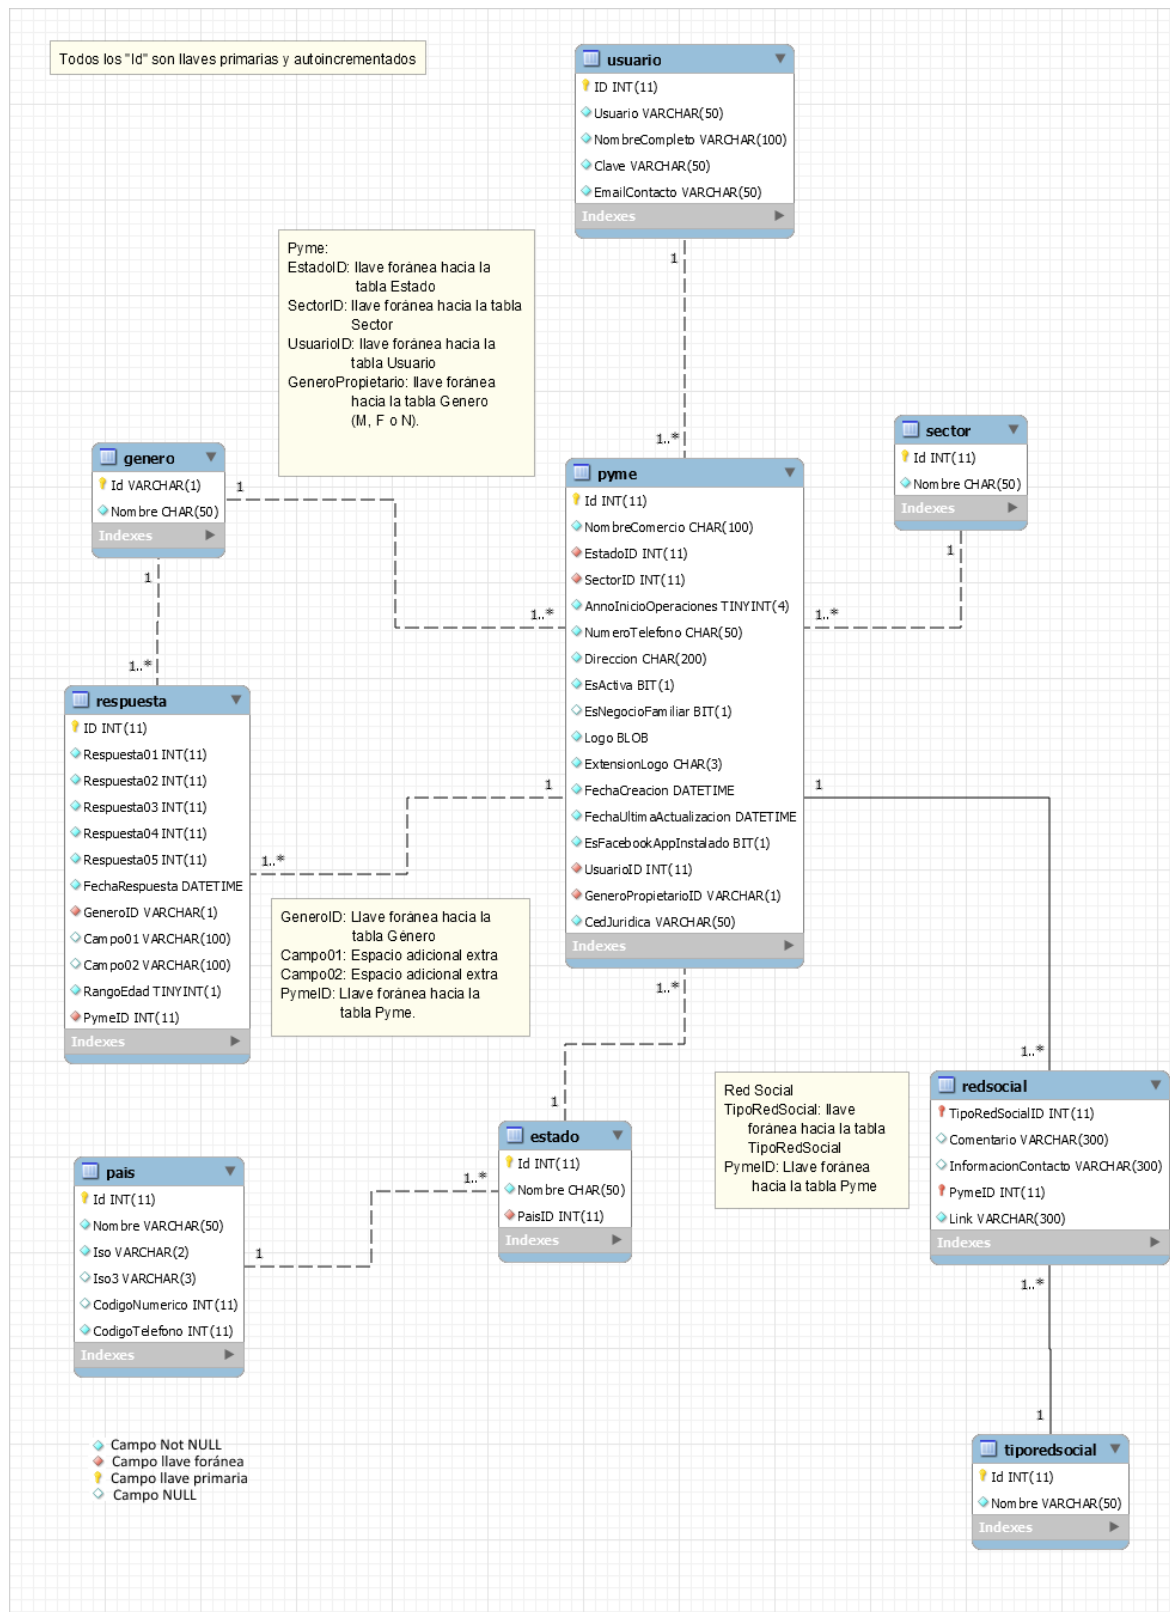 Todos los "Id" son llaves primarias y autoincrementados
usuario
ID INT(11)
Usuario VARCHAR(50)
NombreCompleto VARCHAR(100)
Clave VARCHAR(50)
EmailContacto VARCHAR(50)
Indexes
1
1..*
Pyme:
EstadoID: llave foránea hacia la
tabla Estado
SectorID: llave foránea hacia la tabla
Sector
UsuarioID: llave foránea hacia la
tabla Usuario
GeneroPropietario: llave foránea
hacia la tabla Genero
(M, F o N).
genero
Id VARCHAR(1)
Nombre CHAR(50)
Indexes
1
1..*
1
1..*
sector
Id INT(11)
Nombre CHAR(50)
Indexes
1
1..*
pyme
Id INT(11)
NombreComercio CHAR(100)
EstadoID INT(11)
SectorID INT(11)
AnnoInicioOperaciones TINYINT(4)
NumeroTelefono CHAR(50)
Direccion CHAR(200)
EsActiva BIT(1)
EsNegocioFamiliar BIT(1)
Logo BLOB
ExtensionLogo CHAR(3)
FechaCreacion DATETIME
FechaUltimaActualizacion DATETIME
EsFacebookAppInstalado BIT(1)
UsuarioID INT(11)
GeneroPropietarioID VARCHAR(1)
CedJuridica VARCHAR(50)
Indexes
respuesta
ID INT(11)
Respuesta01 INT(11)
Respuesta02 INT(11)
Respuesta03 INT(11)
Respuesta04 INT(11)
Respuesta05 INT(11)
FechaRespuesta DATETIME
GeneroID VARCHAR(1)
Campo01 VARCHAR(100)
Campo02 VARCHAR(100)
RangoEdad TINYINT(1)
PymeID INT(11)
Indexes
1
1..*
1
1..*
GeneroID: Llave foránea hacia la
tabla Género
Campo01: Espacio adicional extra
Campo02: Espacio adicional extra
PymeID: Llave foránea hacia la
tabla Pyme.
1..*
1
Red Social
TipoRedSocial: llave
foránea hacia la tabla
TipoRedSocial
PymeID: Llave foránea
hacia la tabla Pyme
redsocial
TipoRedSocialID INT(11)
Comentario VARCHAR(300)
InformacionContacto VARCHAR(300)
PymeID INT(11)
Link VARCHAR(300)
Indexes
estado
Id INT(11)
Nombre CHAR(50)
PaisID INT(11)
Indexes
pais
Id INT(11)
Nombre VARCHAR(50)
Iso VARCHAR(2)
Iso3 VARCHAR(3)
CodigoNumerico INT(11)
CodigoTelefono INT(11)
Indexes
1
1..*
1..*
1
tiporedsocial
Id INT(11)
Nombre VARCHAR(50)
Indexes
Campo Not NULL
Campo llave foránea
Campo llave primaria
Campo NULL